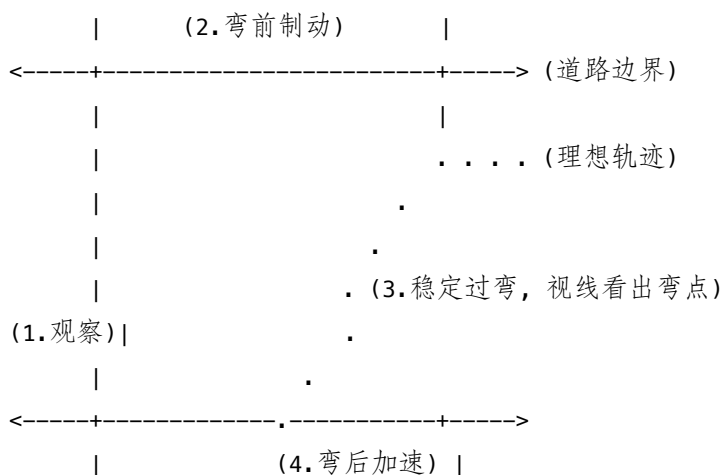 |          (2.弯前制动)          |
<-----+-------------------------+-----> (道路边界)
|                         |
|                         . . . . (理想轨迹)
|                      .
|                    .
|                  . (3.稳定过弯, 视线看出弯点)
(1.观察)|                 .
|               .
<-----+-------------.-----------+----->
|             (4.弯后加速) |